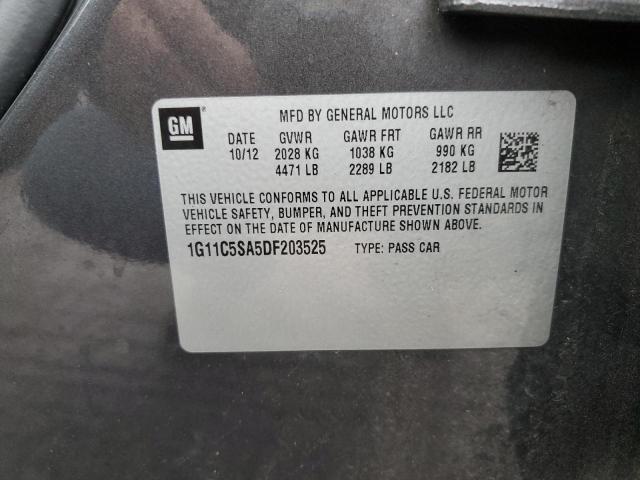 GM
MFD BY GENERAL MOTORS LLC
DATE GVWR GAWR FRT GAWR RR
10/12 2028 KG 1038 KG 990 KG
4471 LB 2289 LB 2182 LB
THIS VEHICLE CONFORMS TO ALL APPLICABLE U.S. FEDERAL MOTOR
VEHICLE SAFETY, BUMPER, AND THEFT PREVENTION STANDARDS IN
EFFECT ON THE DATE OF MANUFACTURE SHOWN ABOVE.
1G11C5SA5DF203525 TYPE: PASS CAR